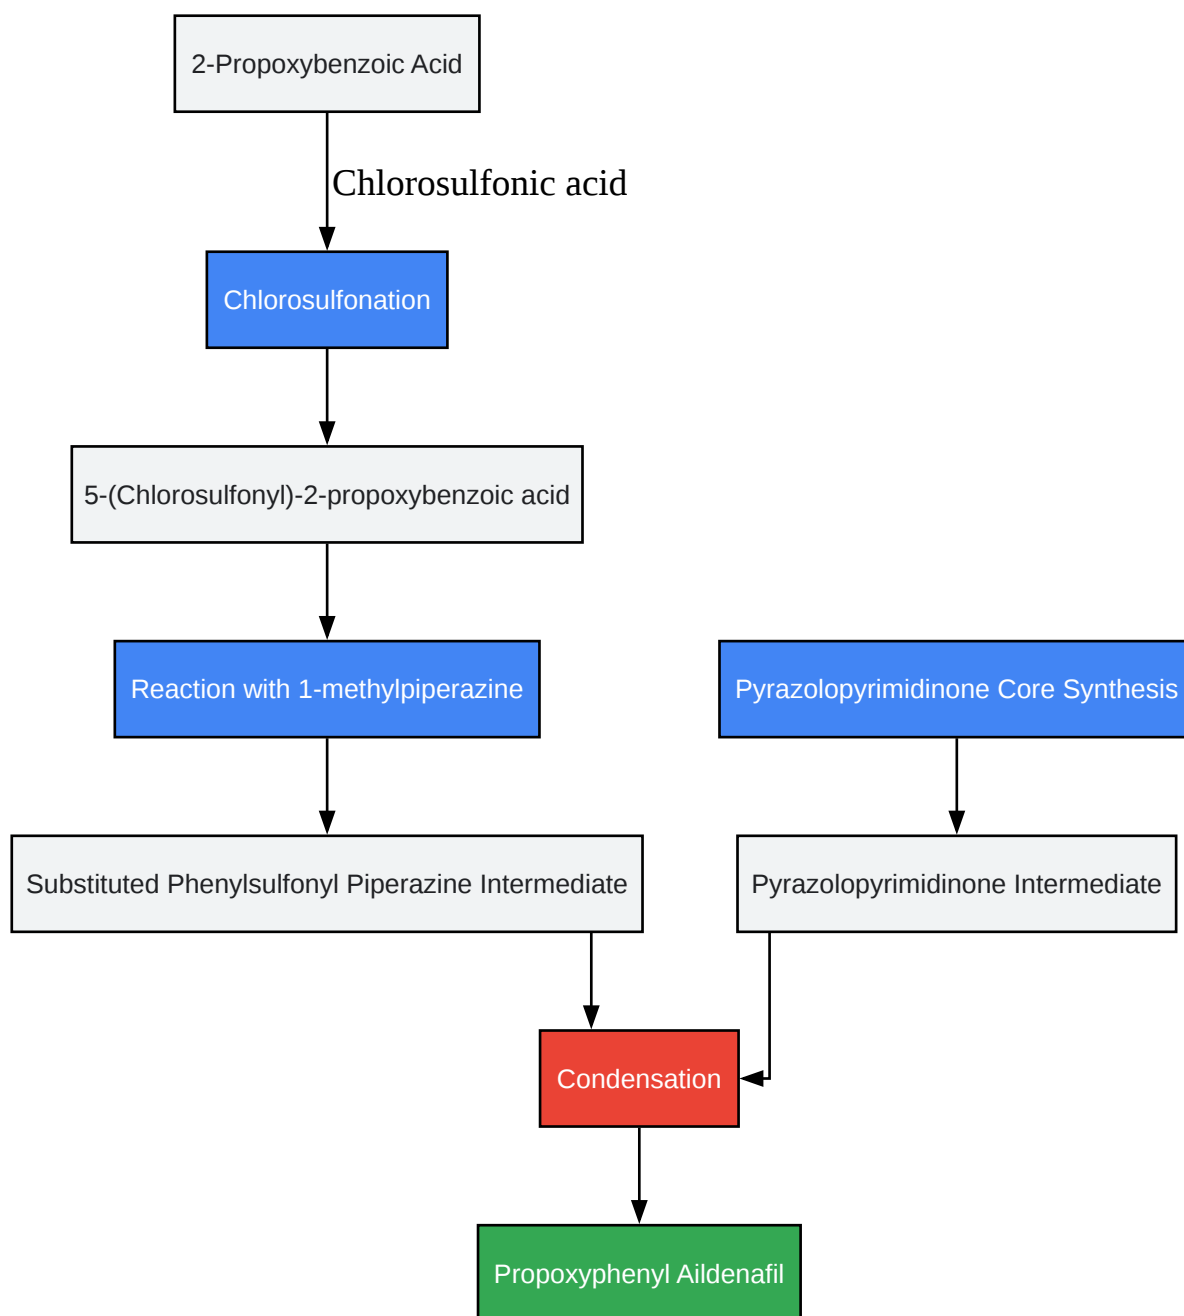 2-Propoxybenzoic Acid
Chlorosulfonic acid
Chlorosulfonation
5-(Chlorosulfonyl)-2-propoxybenzoic acid
Reaction with 1-methylpiperazine
Pyrazolopyrimidinone Core Synthesis
Substituted Phenylsulfonyl Piperazine Intermediate
Pyrazolopyrimidinone Intermediate
Condensation
Propoxyphenyl Aildenafil